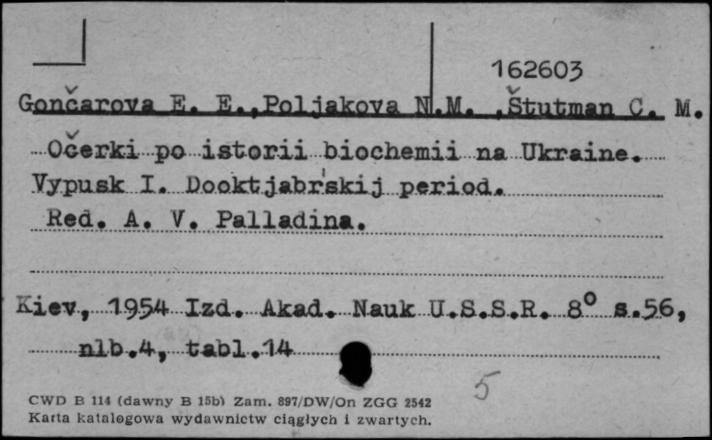 162603
Gončarova E. E.,Poljakova N.M. ,Štutman C. M.
Očerki po istorii biochemii na Ukraine.
Vypusk I. Dooktjabr'skij period.
Red. A. V. Palladina.
Kiev, 1954 Izd. Akad. Nauk U.S.S.R. 8° s.56,
nlb.4, tabl.14
5
CWD B 114 (dawny B 15b) Zam. 897/DW/On ZGG 2542
Karta katalogowa wydawnictw ciągłych i zwartych.